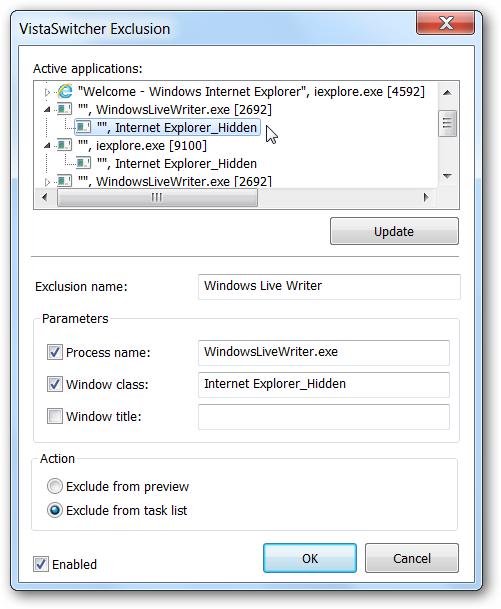 VistaSwitcher Exclusion
Active applications:
"Welcome - Windows Internet Explorer", iexplore.exe [4592]
"", WindowsLiveWriter.exe [2692]
"", Internet Explorer_Hidden
"", iexplore.exe [9100]
"", Internet Explorer_Hidden
"", WindowsLiveWriter.exe [2692]
Update
Exclusion name: Windows Live Writer
Parameters
Process name: WindowsLiveWriter.exe
Window class: Internet Explorer_Hidden
Window title:
Action
Exclude from preview
Exclude from task list
Enabled OK Cancel